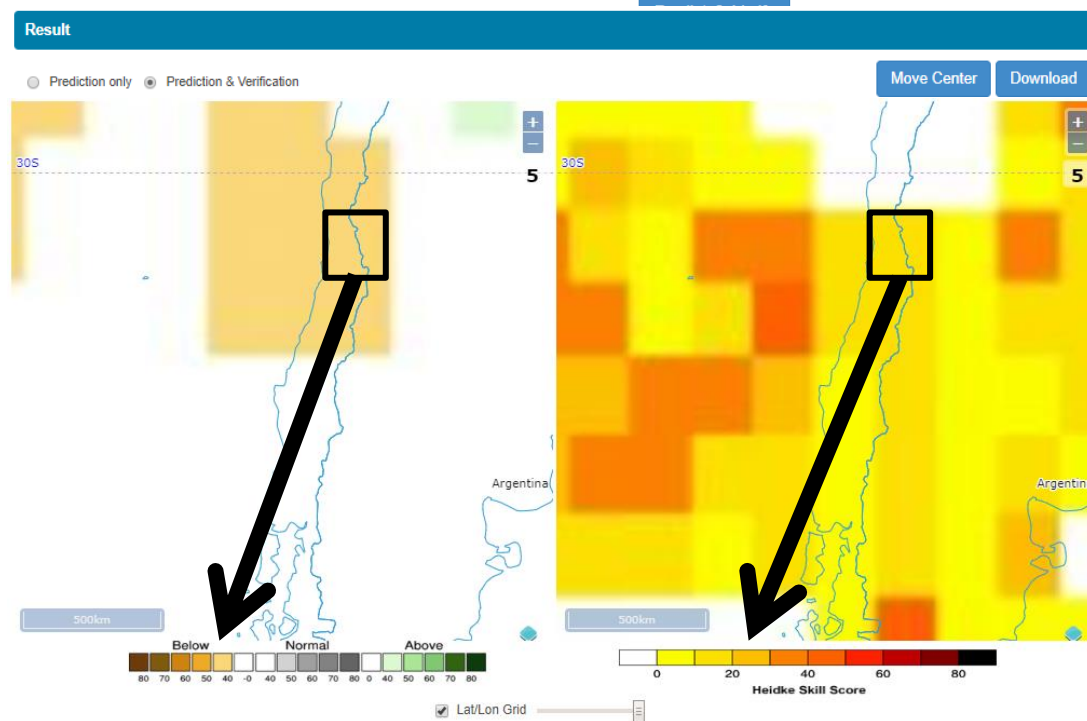 Result
Prediction only Prediction & Verification
Move Center Download
30S
5
30S
5
Argentina
Argentin
500km
500km
Below Normal Above
80 70 60 50 40 -0 40 50 60 70 80 0 40 50 60 70 80
0 20 40 60 80
Heidke Skill Score
Lat/Lon Grid